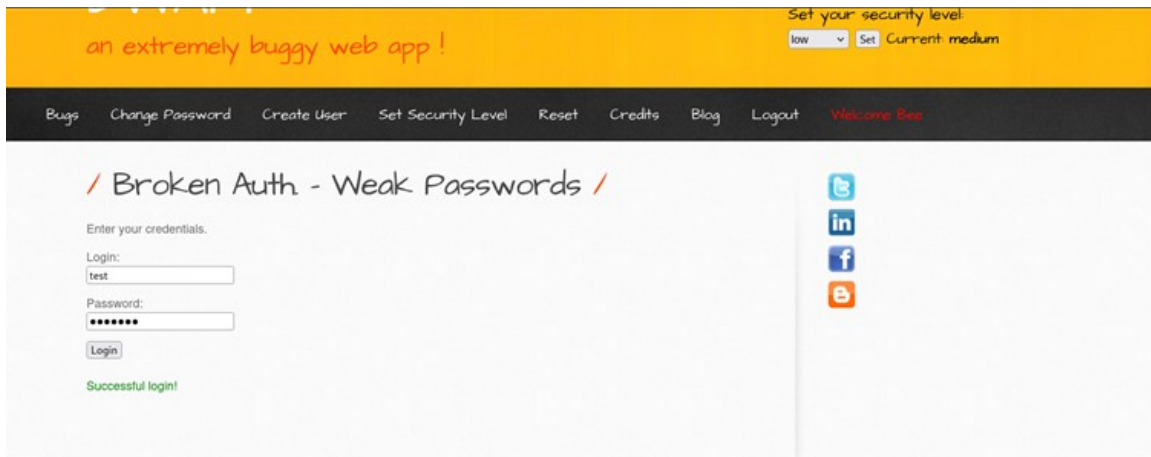 an extremely buggy web app !
Set your security level:
low Set Current: medium
Bugs Change Password Create User Set Security Level Reset Credits Blog Logout Welcome Bee
/ Broken Auth. - Weak Passwords /
Enter your credentials.
Login:
test
Password:
•••••••
Login
Successful login!